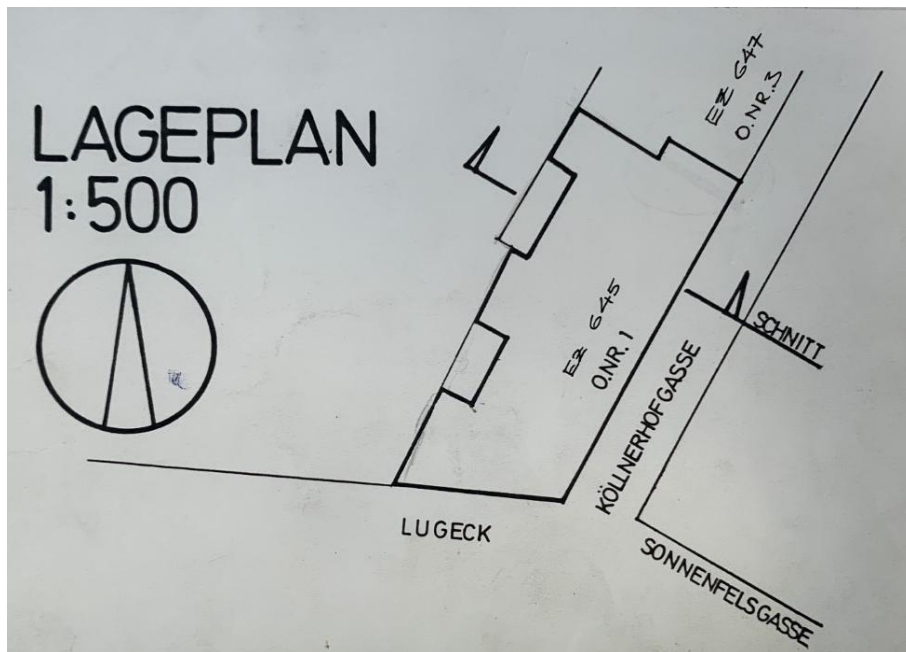 LAGEPLAN
1:500
EZ 647
O.NR.3
EZ 645
O.NR. 1
SCHNITT
KÖLLNERHOFGASSE
LUGECK
SONNENFELSGASSE